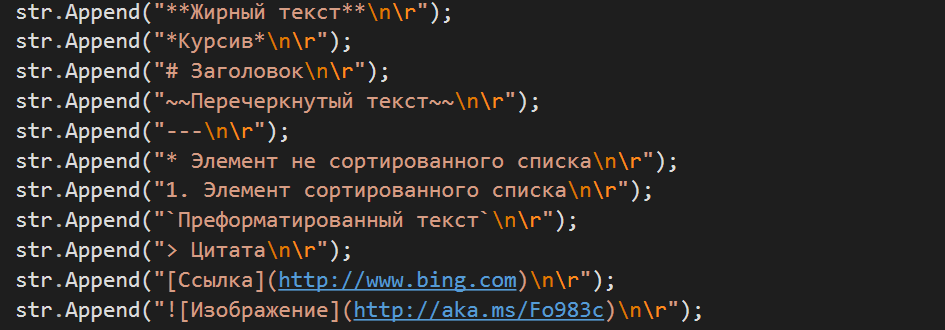 str.Append("**Жирный текст**\n\r");
str.Append("*Курсив*\n\r");
str.Append("# Заголовок\n\r");
str.Append("~~Перечеркнутый текст~~\n\r");
str.Append("---\n\r");
str.Append("* Элемент не сортированного списка\n\r");
str.Append("1. Элемент сортированного списка\n\r");
str.Append("`Преформатированный текст`\n\r");
str.Append("> Цитата\n\r");
str.Append("[Ссылка](http://www.bing.com)\n\r");
str.Append("![Изображение](http://aka.ms/Fo983c)\n\r");